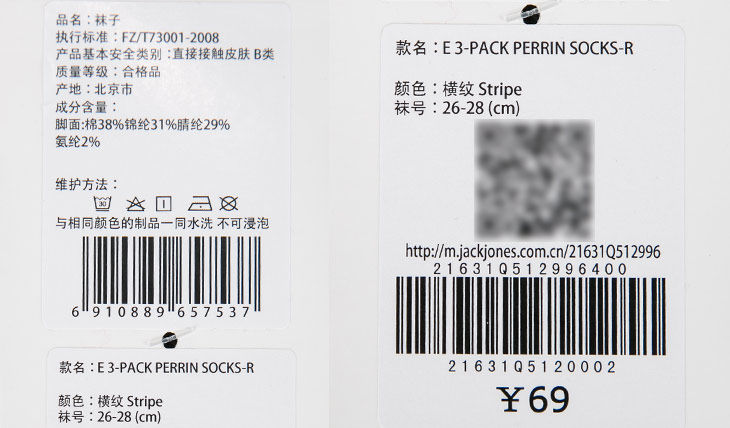 品名：袜子
执行标准：FZ/T73001-2008
产品基本安全类别：直接接触皮肤 B类
质量等级：合格品
产地：北京市
成分含量：
脚面:棉38%锦纶31%腈纶29%
氨纶2%
维护方法：
30
与相同颜色的制品一同水洗 不可浸泡
6 910889 657537
款名：E 3-PACK PERRIN SOCKS-R
颜色：横纹 Stripe
袜号：26-28 (cm)
款名：E 3-PACK PERRIN SOCKS-R
颜色：横纹 Stripe
袜号：26-28 (cm)
http://m.jackjones.com.cn/21631Q512996
21631Q512996400
21631Q5120002
￥69